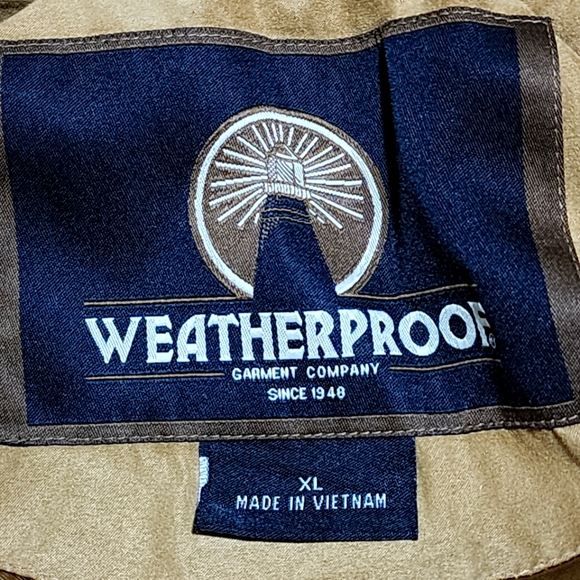 WEATHERPROOF
GARMENT COMPANY
SINCE 1948
XL
MADE IN VIETNAM